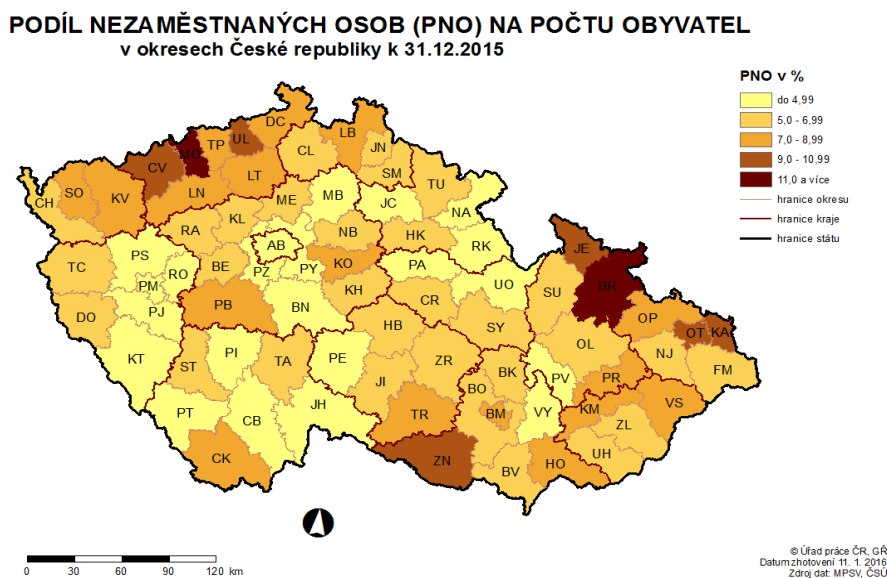 PODÍL NEZAMĚSTNANÝCH OSOB (PNO) NA POČTU OBYVATEL
v okresech České republiky k 31.12.2015
PNO v %
do 4,99
5,0 - 6,99
7,0 - 8,99
9,0 - 10,99
11,0 a více
hranice okresu
hranice kraje
hranice státu
DC
UL
TP
MO
LB
CL
JN
CV
LT
SM
TU
SO
LN
ME
MB
JC
CH
KV
NA
KL
RA
NB
HK
AB
RK
JE
PS
RO
BE
PZ
PY
KO
PA
TC
PM
UO
SU
BR
KH
CR
PB
BN
PJ
DO
OP
HB
SY
OT
KA
OL
KT
ST
PI
TA
PE
ZR
NJ
BK
FM
JI
BO
PV
PR
PT
CB
JH
TR
BM
VY
KM
VS
ZL
CK
ZN
UH
BV
HO
0 30 60 90 120 km
© Úřad práce ČR, GŘ
Datum zhotovení 11. 1. 2016
Zdroj dat: MPSV, ČSÚ